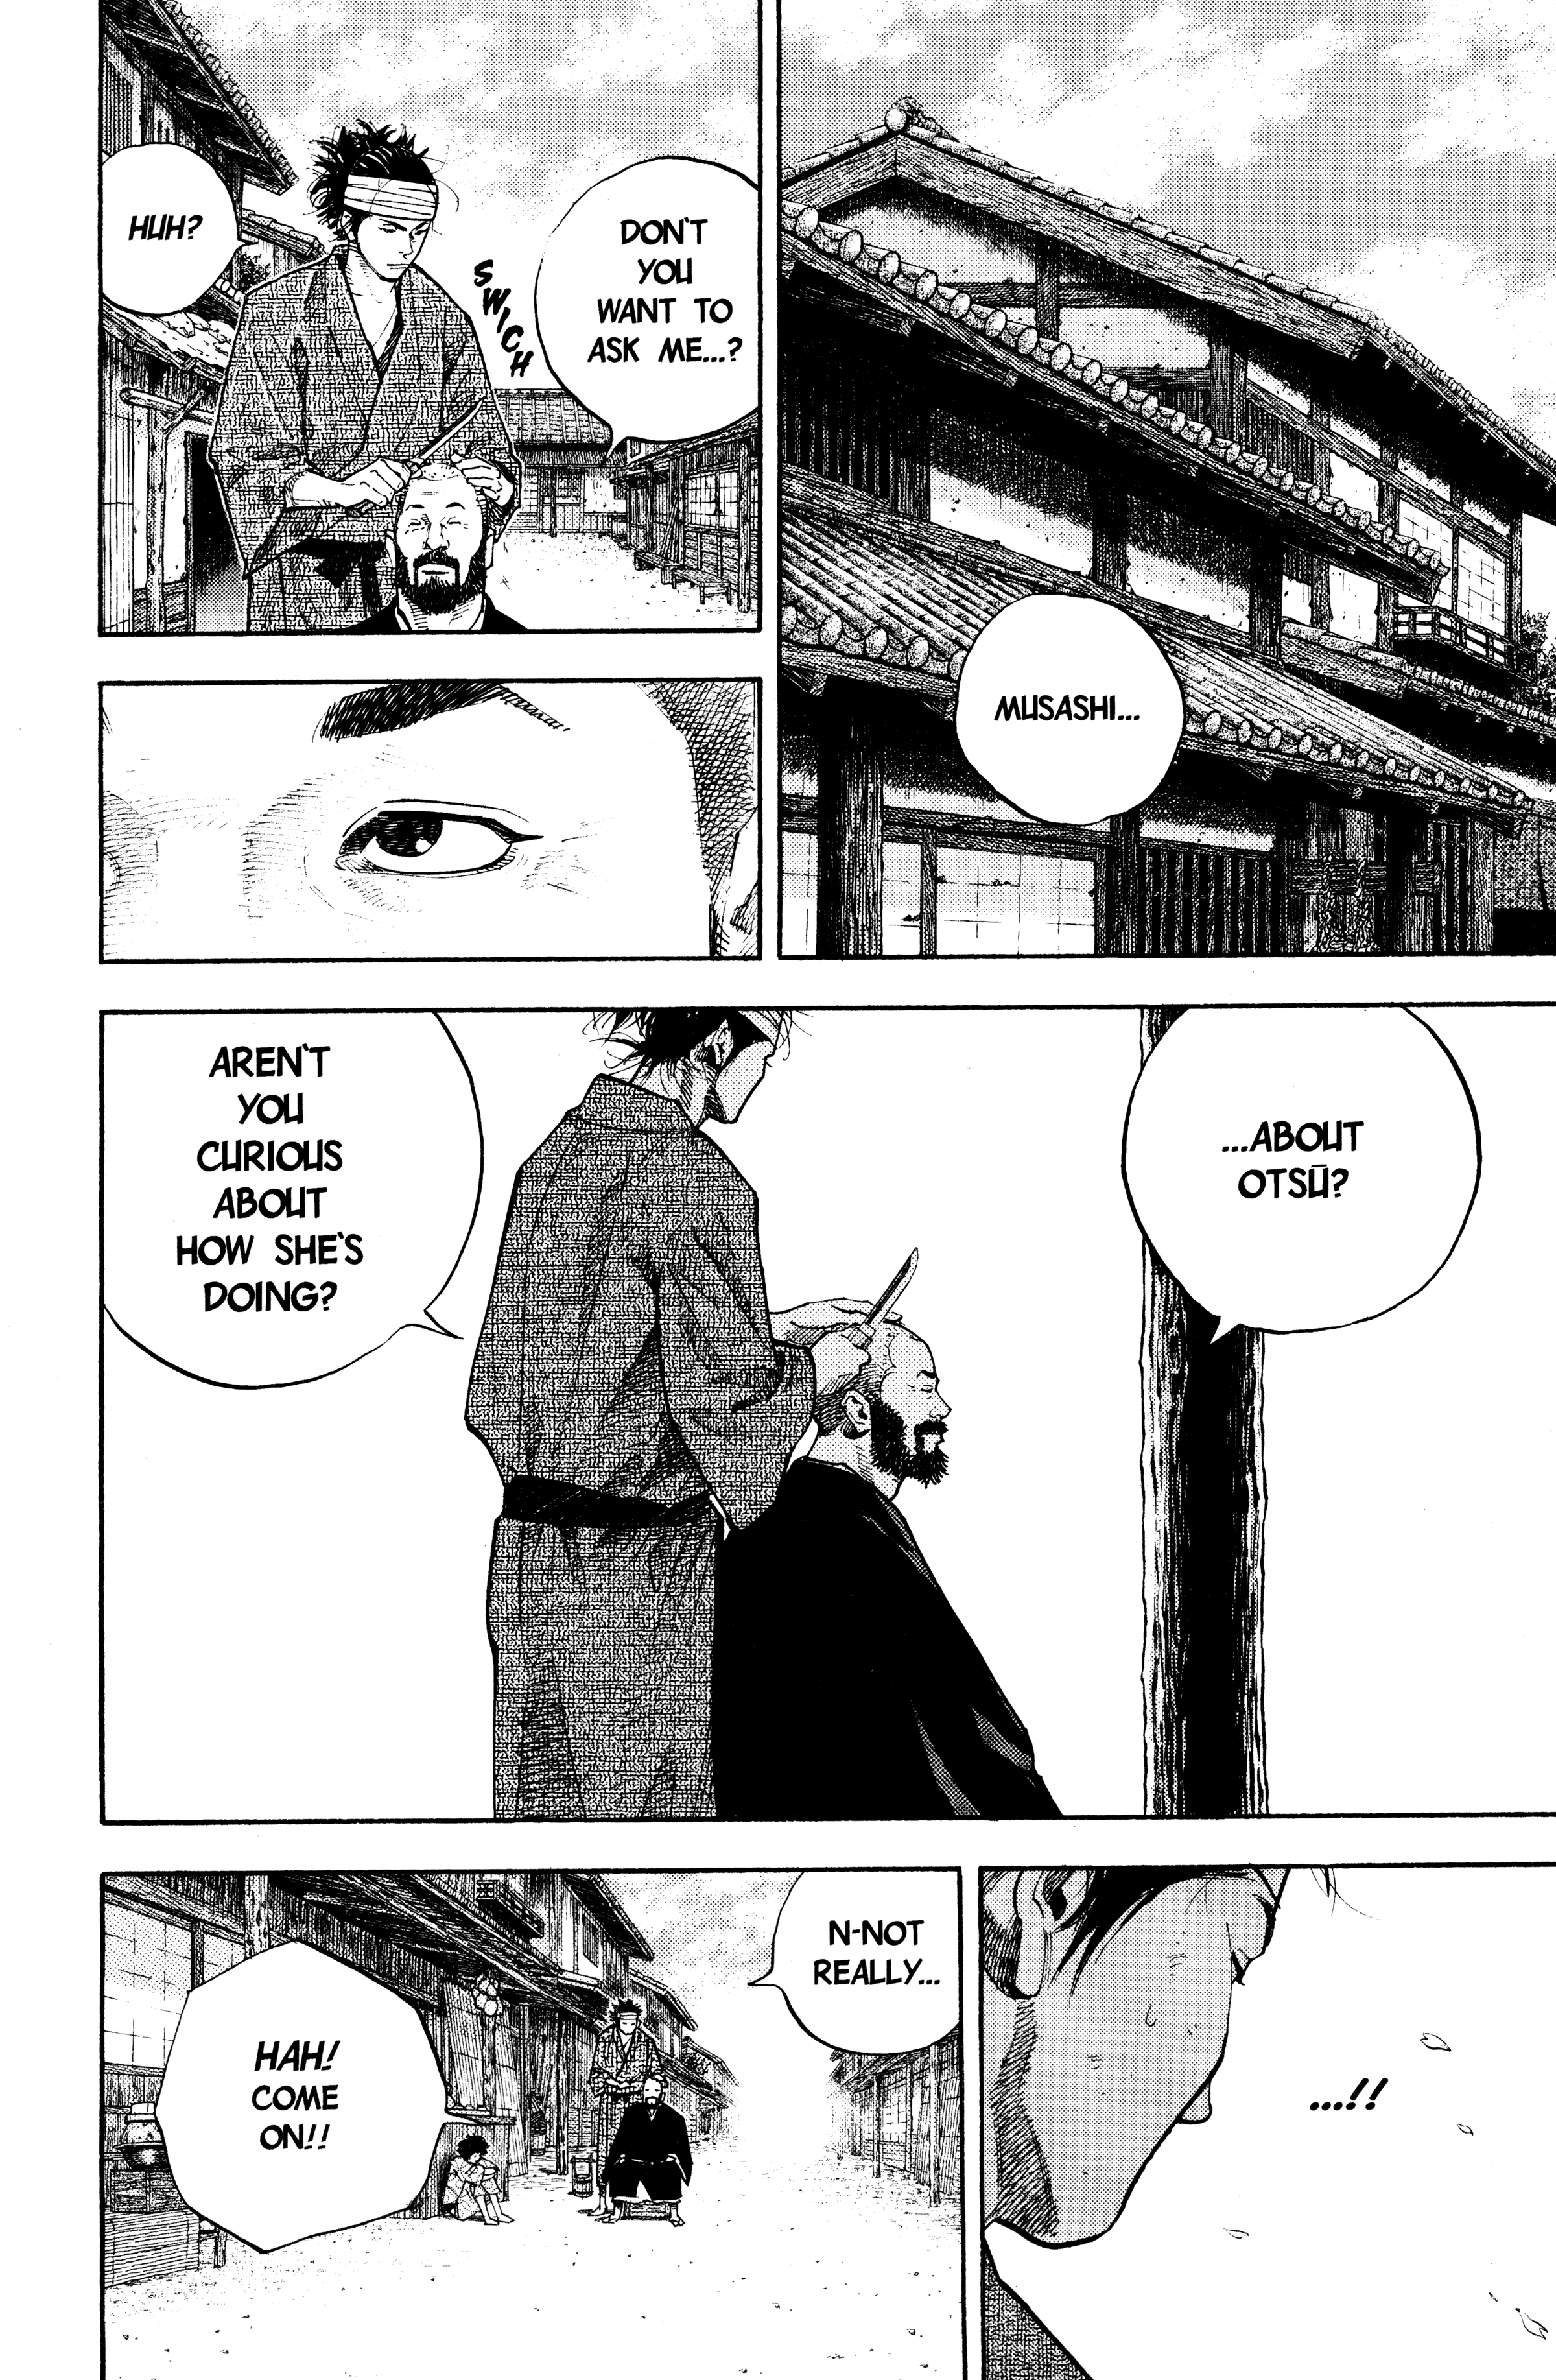 MUSASHI...
DON'T
YOU
WANT TO
ASK ME...?
SWICH
HUH?
...ABOUT
OTSŪ?
AREN'T
YOU
CURIOUS
ABOUT
HOW SHE'S
DOING?
...!!
N-NOT
REALLY...
HAH!
COME
ON!!